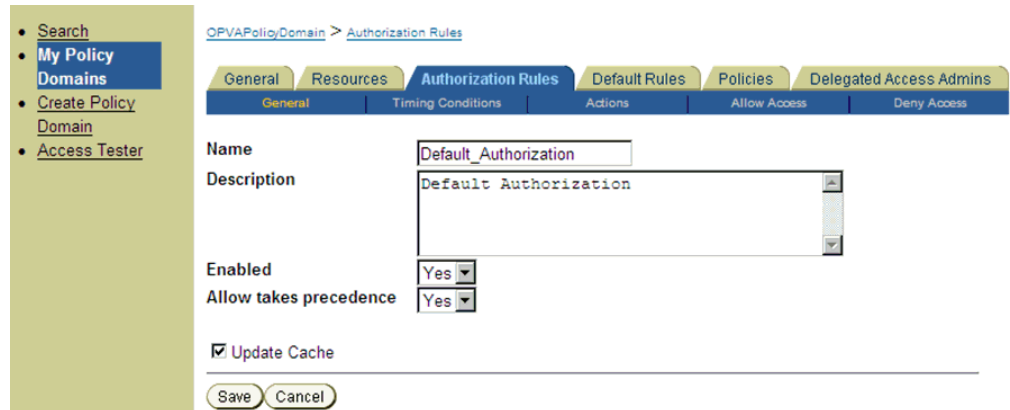 Search
My Policy
Domains
Create Policy
Domain
Access Tester
OPVAPolicyDomain > Authorization Rules
General Resources Authorization Rules Default Rules Policies Delegated Access Admins
General Timing Conditions Actions Allow Access Deny Access
Name Default_Authorization
Description Default Authorization
Enabled Yes
Allow takes precedence Yes
Update Cache
Save Cancel